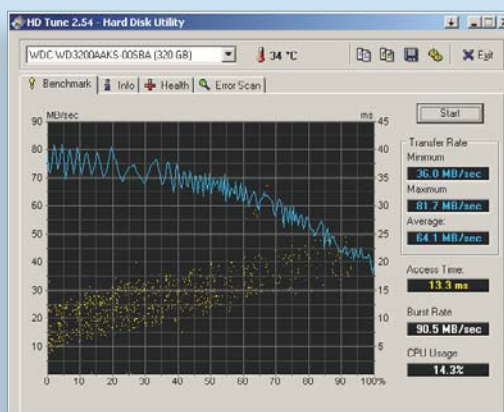 HD Tune 2.54 - Hard Disk Utility
WDC WD3200AAKS-00SBA (320 GB)
34 °C
Exit
Benchmark
Info
Health
Error Scan
Start
MB/sec
ms
90
80
70
60
50
40
30
20
10
45
40
35
30
25
20
15
10
5
0 10 20 30 40 50 60 70 80 90 100%
Transfer Rate
Minimum
36.0 MB/sec
Maximum
81.7 MB/sec
Average:
64.1 MB/sec
Access Time:
13.3 ms
Burst Rate
90.5 MB/sec
CPU Usage
14.3%